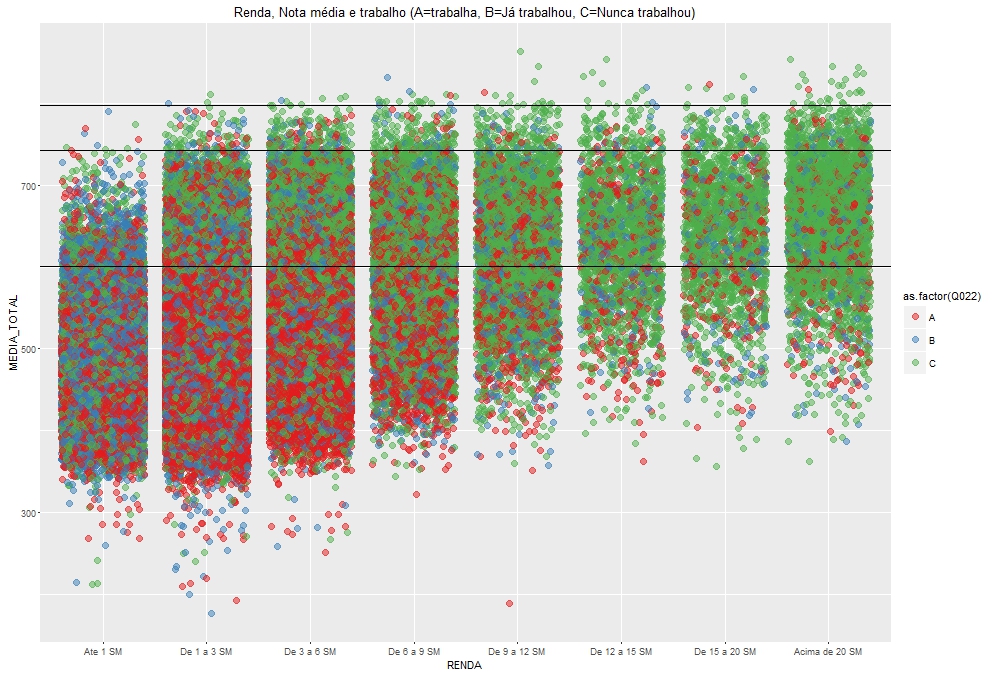 Renda, Nota média e trabalho (A=trabalha, B=Já trabalhou, C=Nunca trabalhou)
MEDIA_TOTAL
700
500
300
Ate 1 SM
De 1 a 3 SM
De 3 a 6 SM
De 6 a 9 SM
De 9 a 12 SM
De 12 a 15 SM
De 15 a 20 SM
Acima de 20 SM
RENDA
as.factor(Q022)
A
B
C